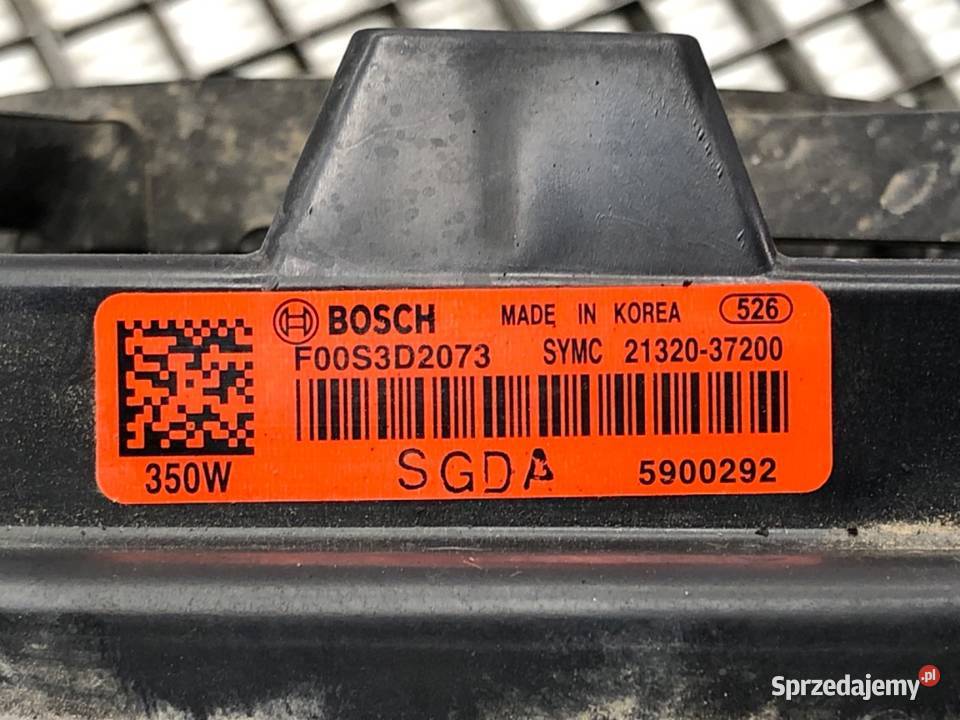 BOSCH MADE IN KOREA 526
F00S3D2073 SYMC 21320-37200
350W SGDA 5900292
Sprzedajemy.pl